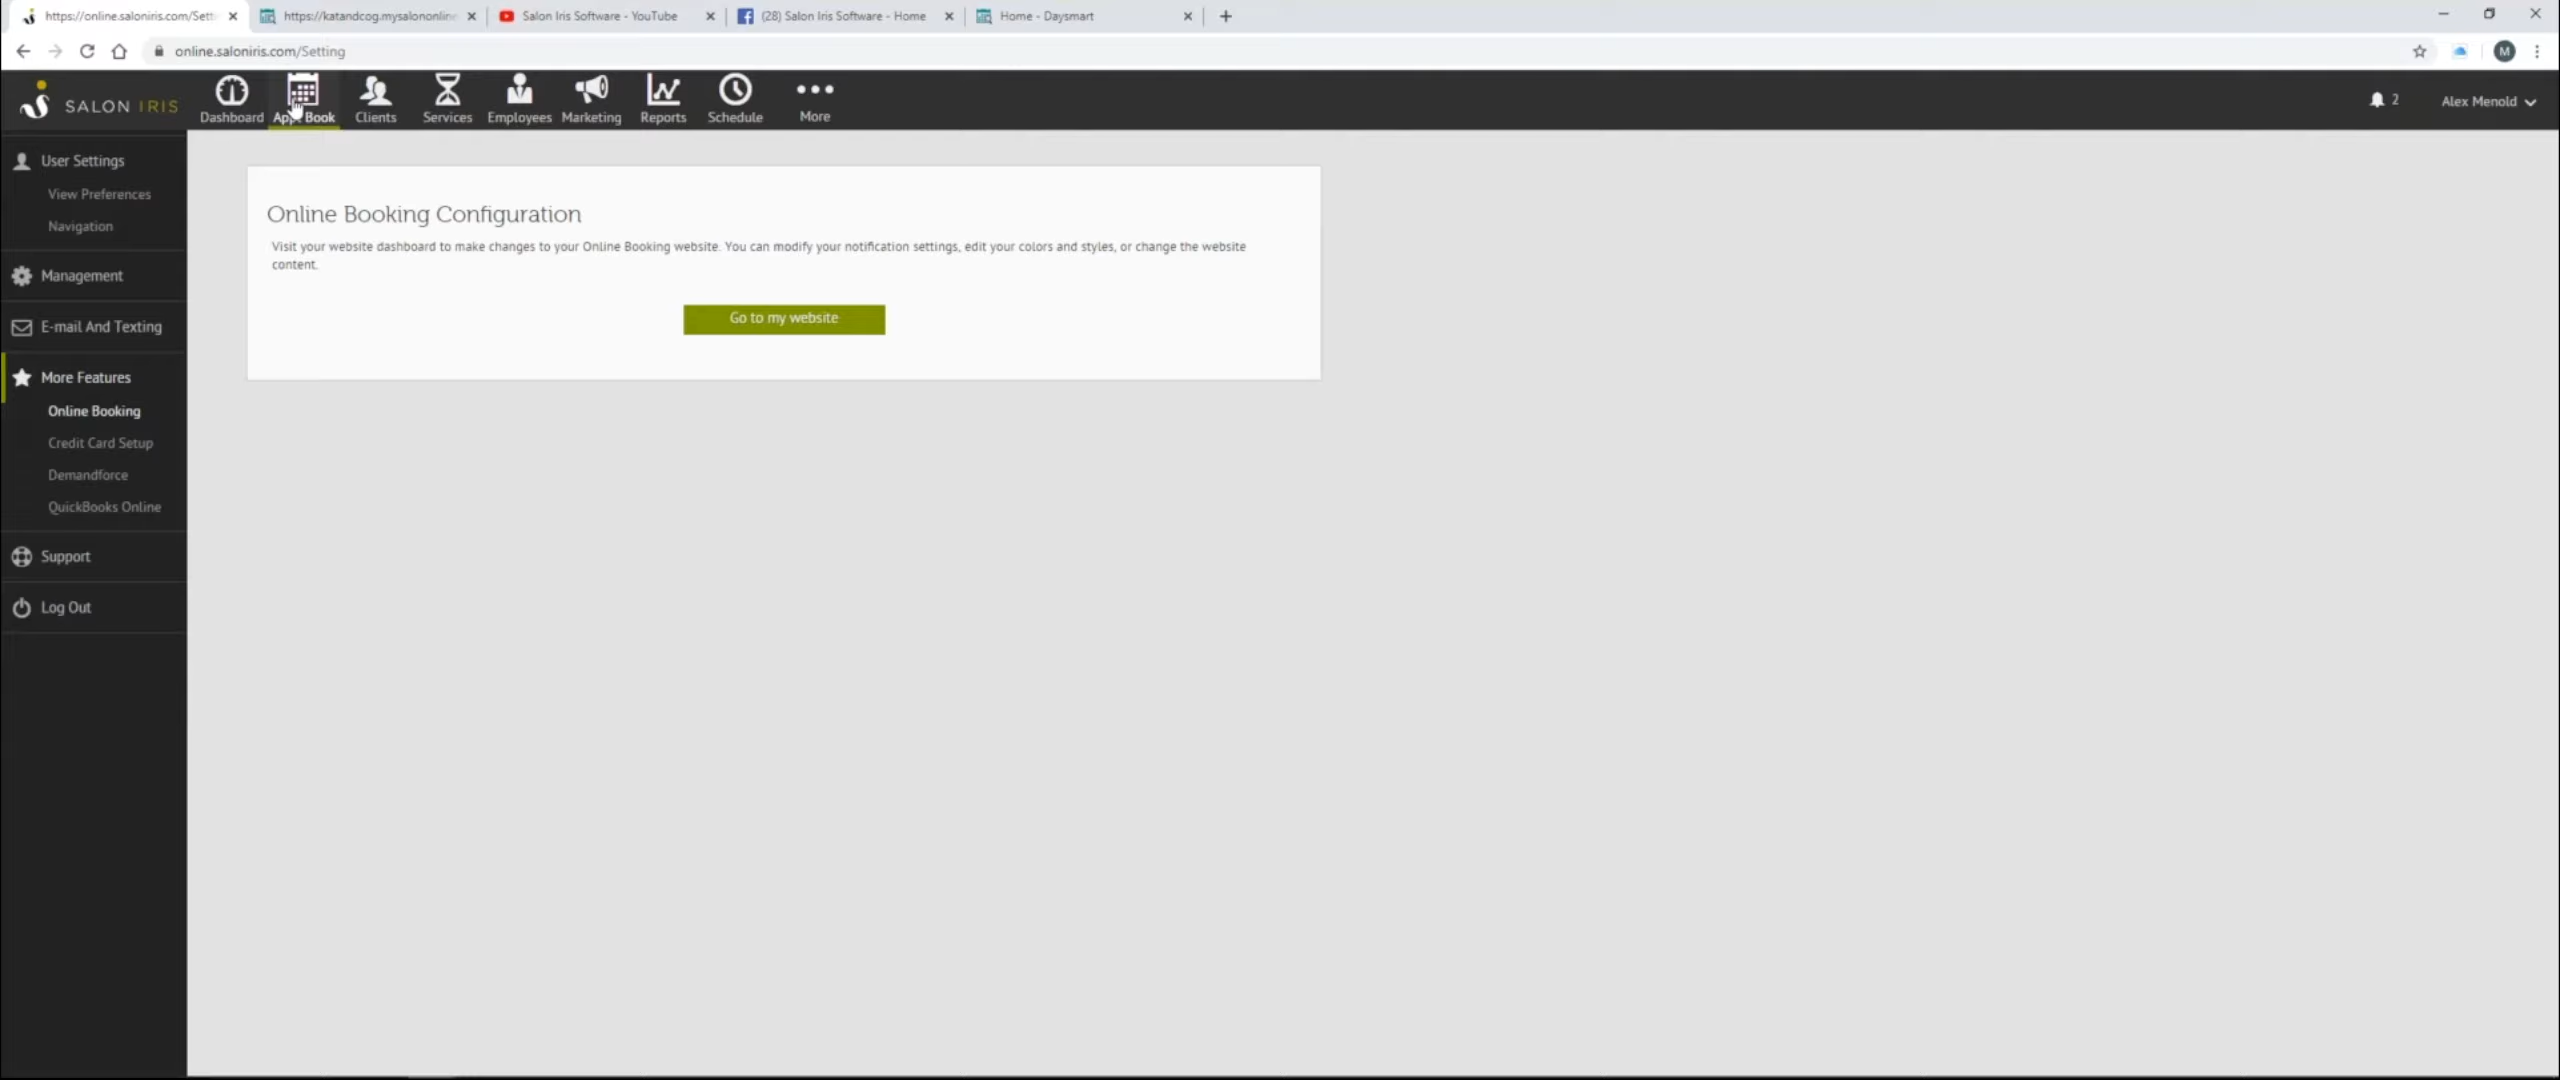 https://online.saloniris.com/Setti
https://katandcog.mysalononline
Salon Iris Software - YouTube
(28) Salon Iris Software - Home
Home - Daysmart
online.saloniris.com/Setting
M
SALON IRIS
Dashboard
Book
Clients
Services
Employees
Marketing
Reports
Schedule
More
2
Alex Menold
User Settings
View Preferences
Navigation
Management
E-mail And Texting
More Features
Online Booking
Credit Card Setup
Demandforce
QuickBooks Online
Support
Log Out
Online Booking Configuration
Visit your website dashboard to make changes to your Online Booking website. You can modify your notification settings, edit your colors and styles, or change the website
content.
Go to my website